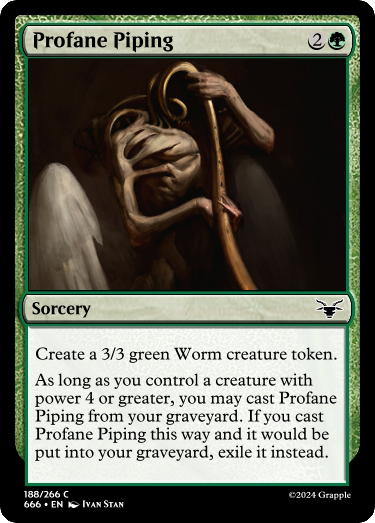 Profane Piping 2
Sorcery
Create a 3/3 green Worm creature token.
As long as you control a creature with
power 4 or greater, you may cast Profane
Piping from your graveyard. If you cast
Profane Piping this way and it would be
put into your graveyard, exile it instead.
188/266 C
666 • EN Ivan Stan
©2024 Grapple